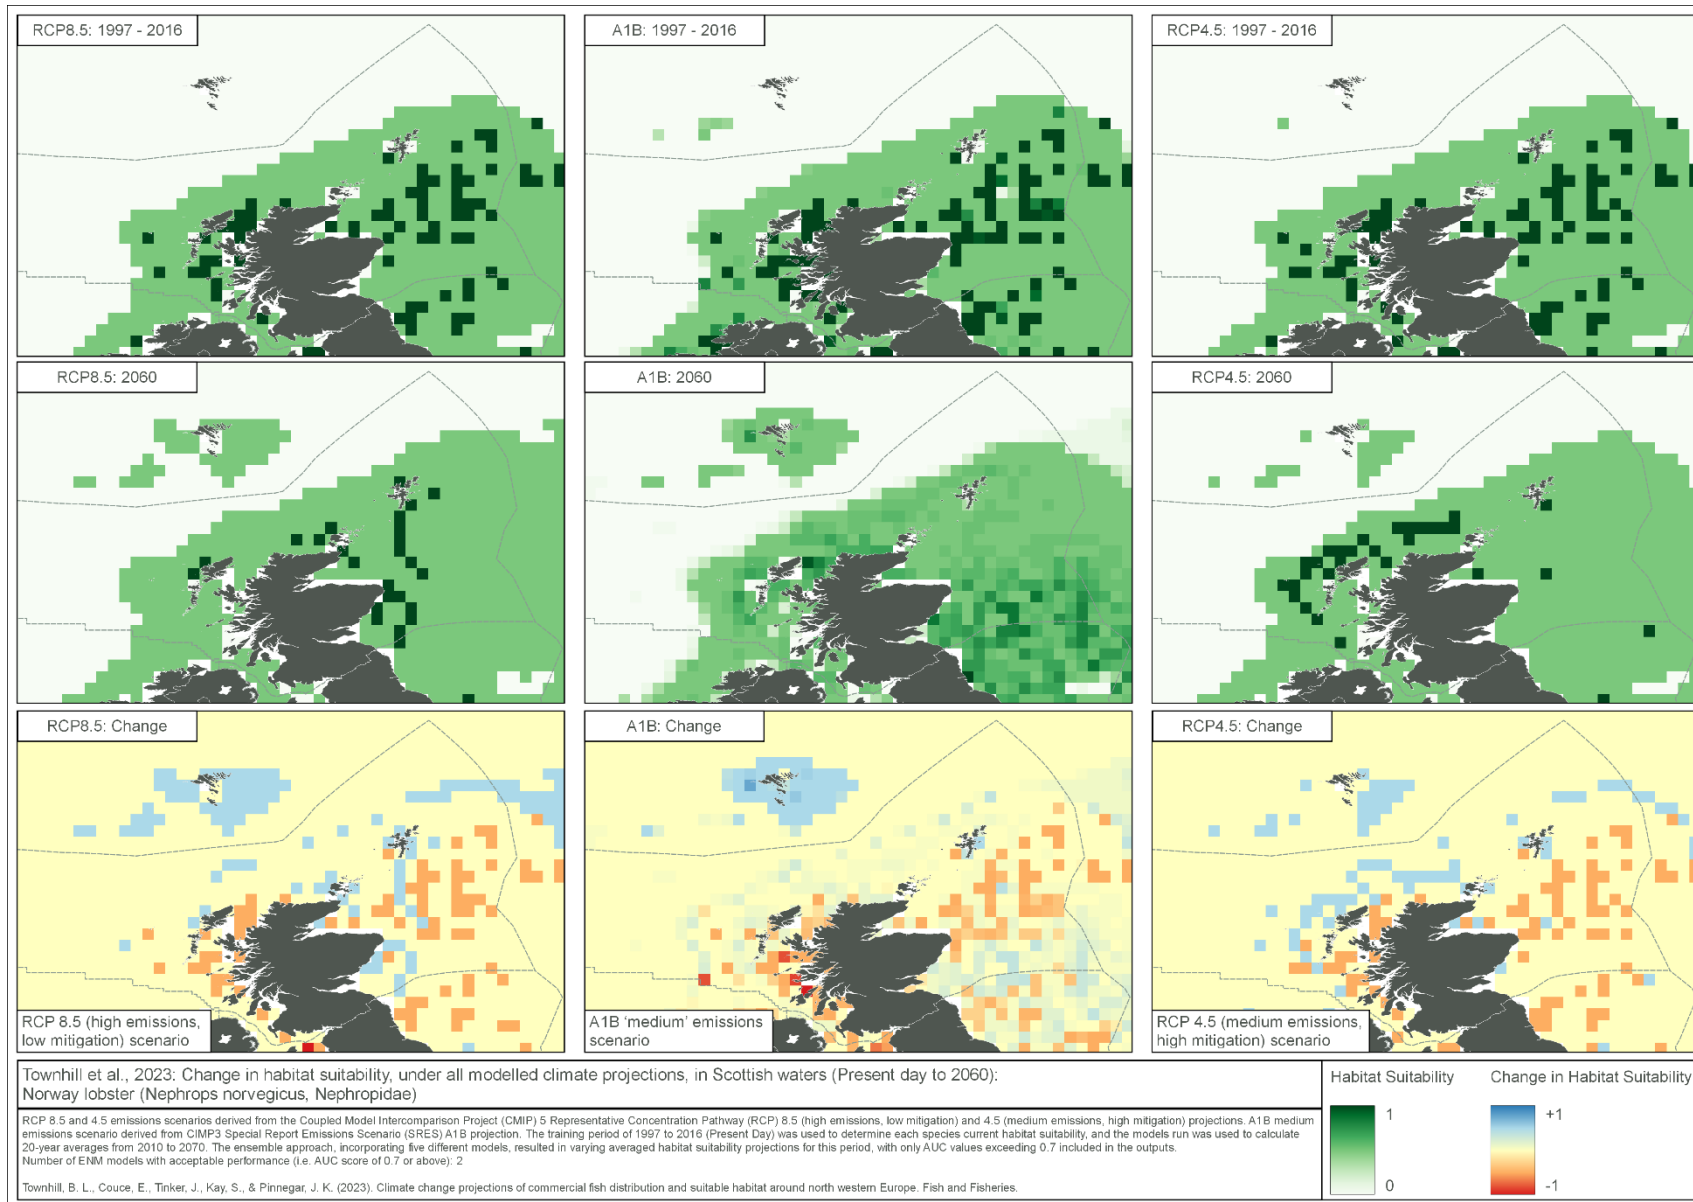 RCP8.5: 1997 - 2016
A1B: 1997 - 2016
RCP4.5: 1997 - 2016
RCP8.5: 2060
A1B: 2060
RCP4.5: 2060
RCP8.5: Change
A1B: Change
RCP4.5: Change
RCP 8.5 (high emissions,
low mitigation) scenario
A1B 'medium' emissions
scenario
RCP 4.5 (medium emissions,
high mitigation) scenario
Townhill et al., 2023: Change in habitat suitability, under all modelled climate projections, in Scottish waters (Present day to 2060):
Norway lobster (Nephrops norvegicus, Nephropidae)
RCP 8.5 and 4.5 emissions scenarios derived from the Coupled Model Intercomparison Project (CMIP) 5 Representative Concentration Pathway (RCP) 8.5 (high emissions, low mitigation) and 4.5 (medium emissions, high mitigation) projections. A1B medium
emissions scenario derived from CIMP3 Special Report Emissions Scenario (SRES) A1B projection. The training period of 1997 to 2016 (Present Day) was used to determine each species current habitat suitability, and the models run was used to calculate
20-year averages from 2010 to 2070. The ensemble approach, incorporating five different models, resulted in varying averaged habitat suitability projections for this period, with only AUC values exceeding 0.7 included in the outputs.
Number of ENM models with acceptable performance (i.e. AUC score of 0.7 or above): 2
Townhill, B. L., Couce, E., Tinker, J., Kay, S., & Pinnegar, J. K. (2023). Climate change projections of commercial fish distribution and suitable habitat around north western Europe. Fish and Fisheries.
Habitat Suitability
1
0
Change in Habitat Suitability
+1
-1